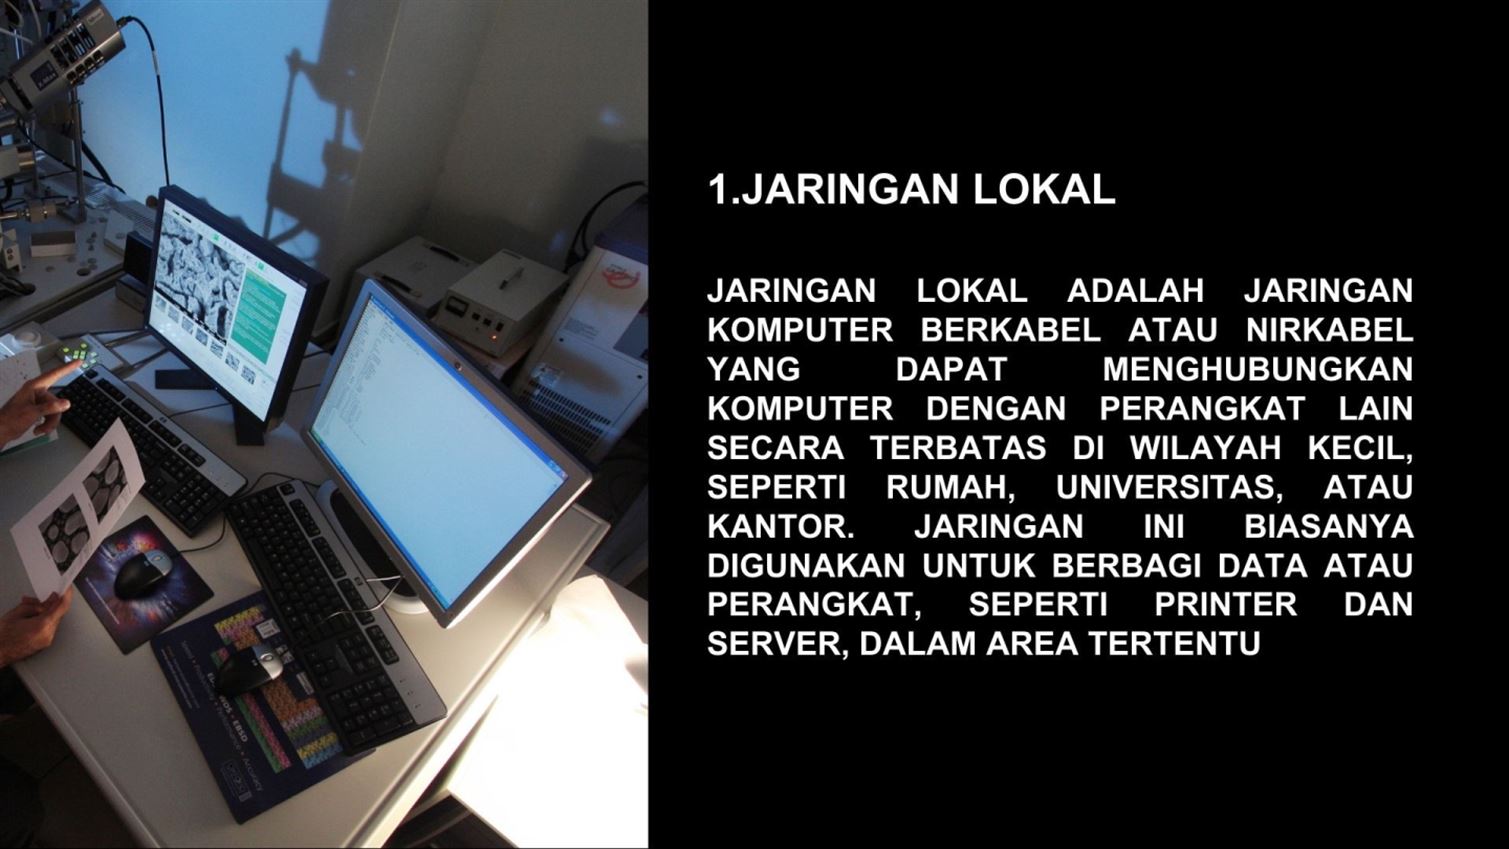 1.JARINGAN LOKAL
JARINGAN LOKAL ADALAH JARINGAN
KOMPUTER BERKABEL ATAU NIRKABEL
YANG DAPAT MENGHUBUNGKAN
KOMPUTER DENGAN PERANGKAT LAIN
SECARA TERBATAS DI WILAYAH KECIL,
SEPERTI RUMAH, UNIVERSITAS, ATAU
KANTOR. JARINGAN INI BIASANYA
DIGUNAKAN UNTUK BERBAGI DATA ATAU
PERANGKAT, SEPERTI PRINTER DAN
SERVER, DALAM AREA TERTENTU